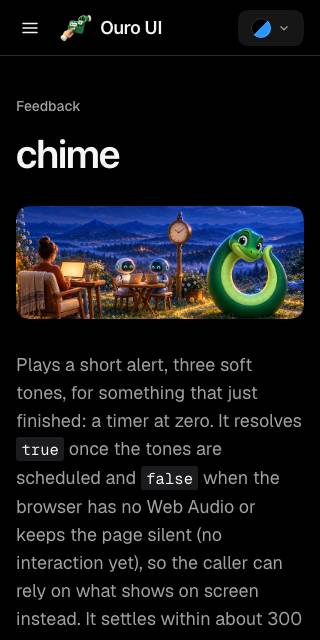 Ouro UI
Feedback
chime
Plays a short alert, three soft
tones, for something that just
finished: a timer at zero. It resolves
true once the tones are
scheduled and false when the
browser has no Web Audio or
keeps the page silent (no
interaction yet), so the caller can
rely on what shows on screen
instead. It settles within about 300